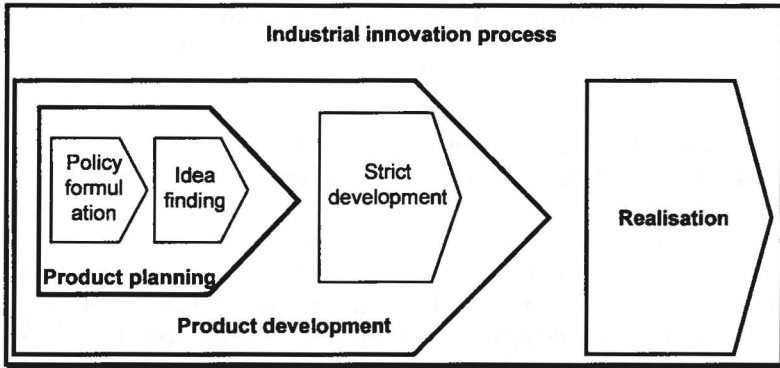 Industrial innovation process
Policy
formul
ation
Idea
finding
Strict
development
Realisation
Product planning
Product development